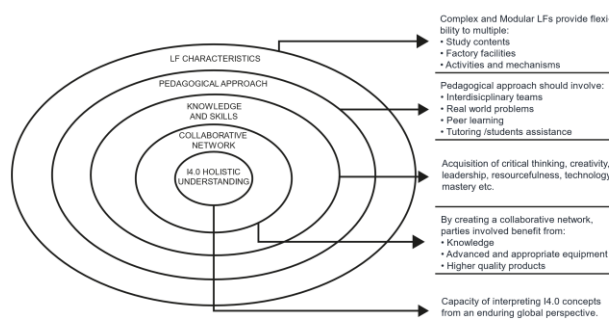 LF CHARACTERISTICS
PEDAGOGICAL APPROACH
KNOWLEDGE
AND SKILLS
COLLABORATIVE
NETWORK
I4.0 HOLISTIC
UNDERSTANDING
Complex and Modular LFs provide flexi-
bility to multiple:
• Study contents
• Factory facilities
• Activities and mechanisms
Pedagogical approach should involve:
• Interdisiciplinary teams
• Real world problems
• Peer learning
• Tutoring /students assistance
Acquisition of critical thinking, creativity,
leadership, resourcefulness, technology
mastery etc.
By creating a collaborative network,
parties involved benefit from:
• Knowledge
• Advanced and appropriate equipment
• Higher quality products
Capacity of interpreting I4.0 concepts
from an enduring global perspective.